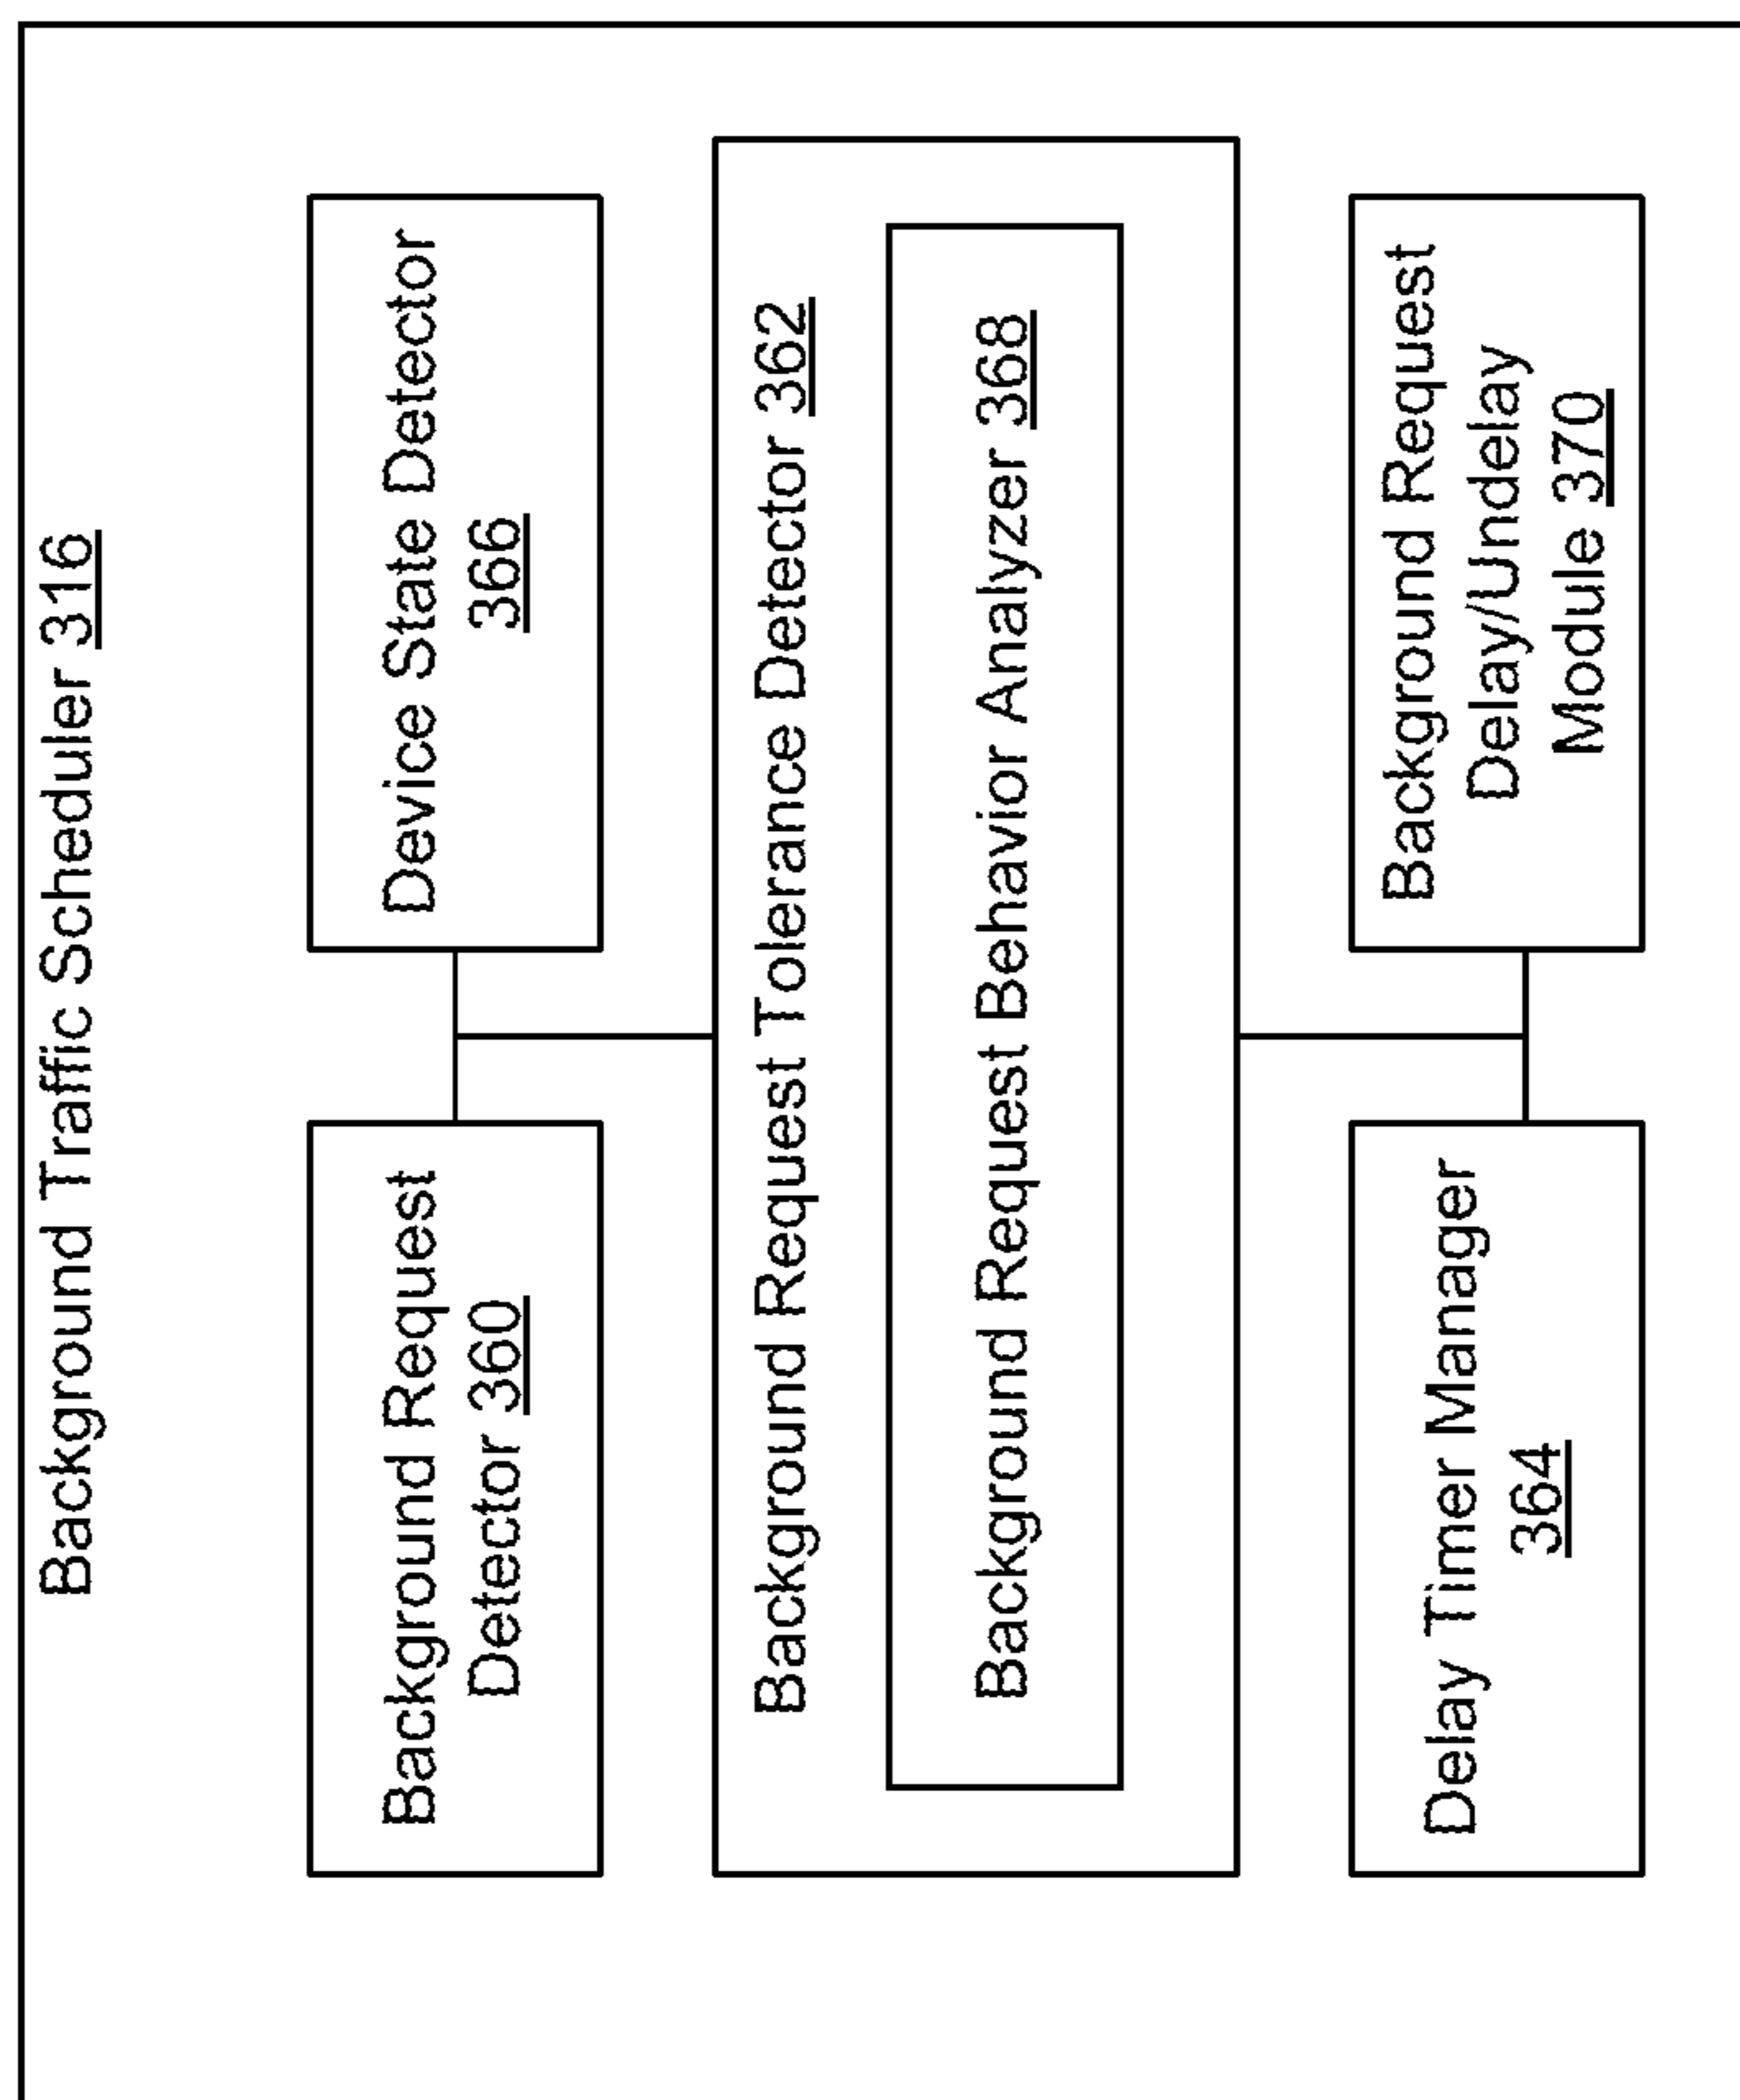 Background Traffic Scheduler 316
Background Request
Detector 360
Device State Detector
366
Background Request Tolerance Detector 362
Background Request Behavior Analyzer 368
Delay Timer Manager
364
Background Request
Delay/Undelay
Module 370